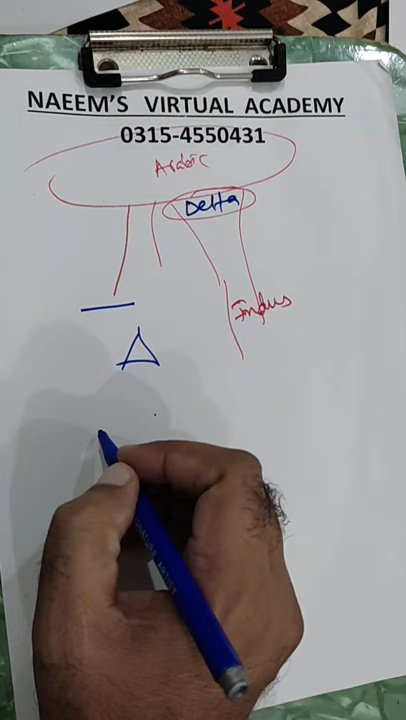 NAEEM'S VIRTUAL ACADEMY
0315-4550431
Arabic
Delta
Indus